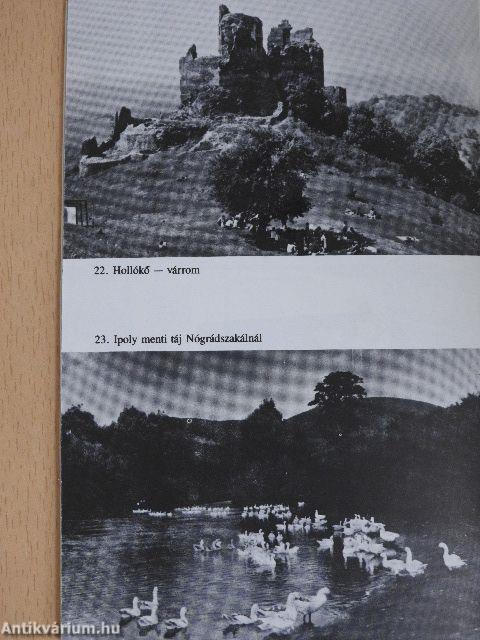 22. Hollókő — várrom
23. Ipoly menti táj Nógrádszakálnál
Antikvárium.hu